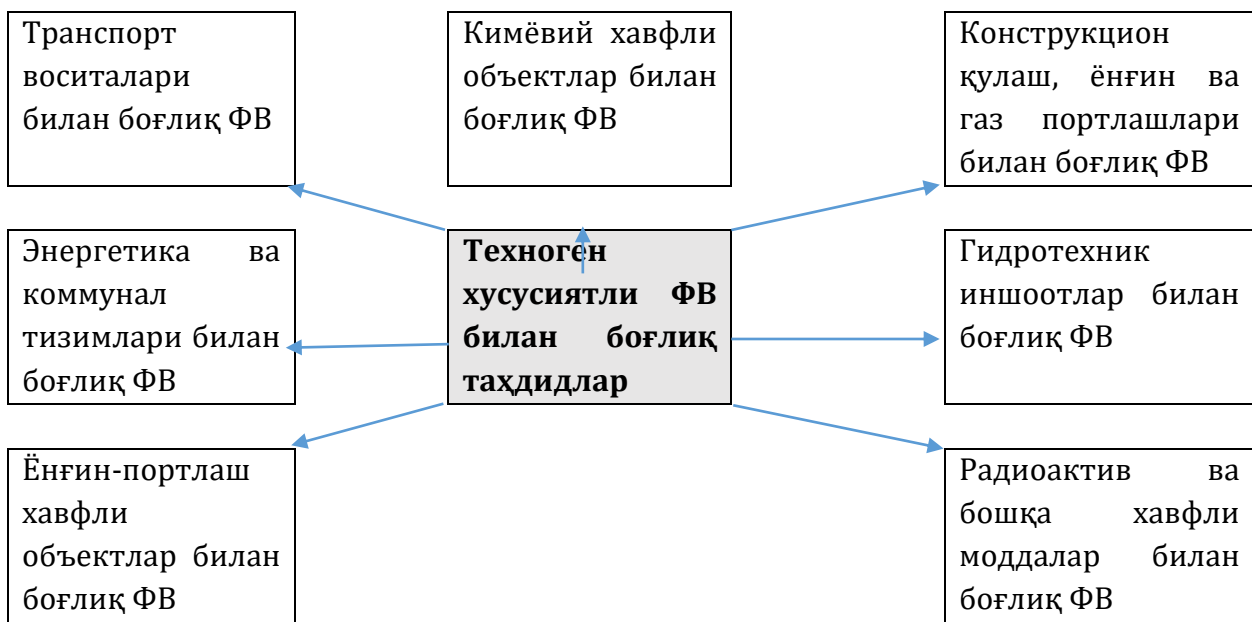 Транспорт
воситалари
билан боғлиқ ФВ
Кимёвий хавфли
объектлар билан
боғлиқ ФВ
Конструкцион
қулаш, ёнғин ва
газ портлашлари
билан боғлиқ ФВ
Энергетика ва
коммунал
тизимлари билан
боғлиқ ФВ
Техноген
хусусиятли ФВ
билан боғлиқ
таҳдидлар
Гидротехник
иншоотлар билан
боғлиқ ФВ
Ёнғин-портлаш
хавфли
объектлар билан
боғлиқ ФВ
Радиоактив ва
бошқа хавфли
моддалар билан
боғлиқ ФВ